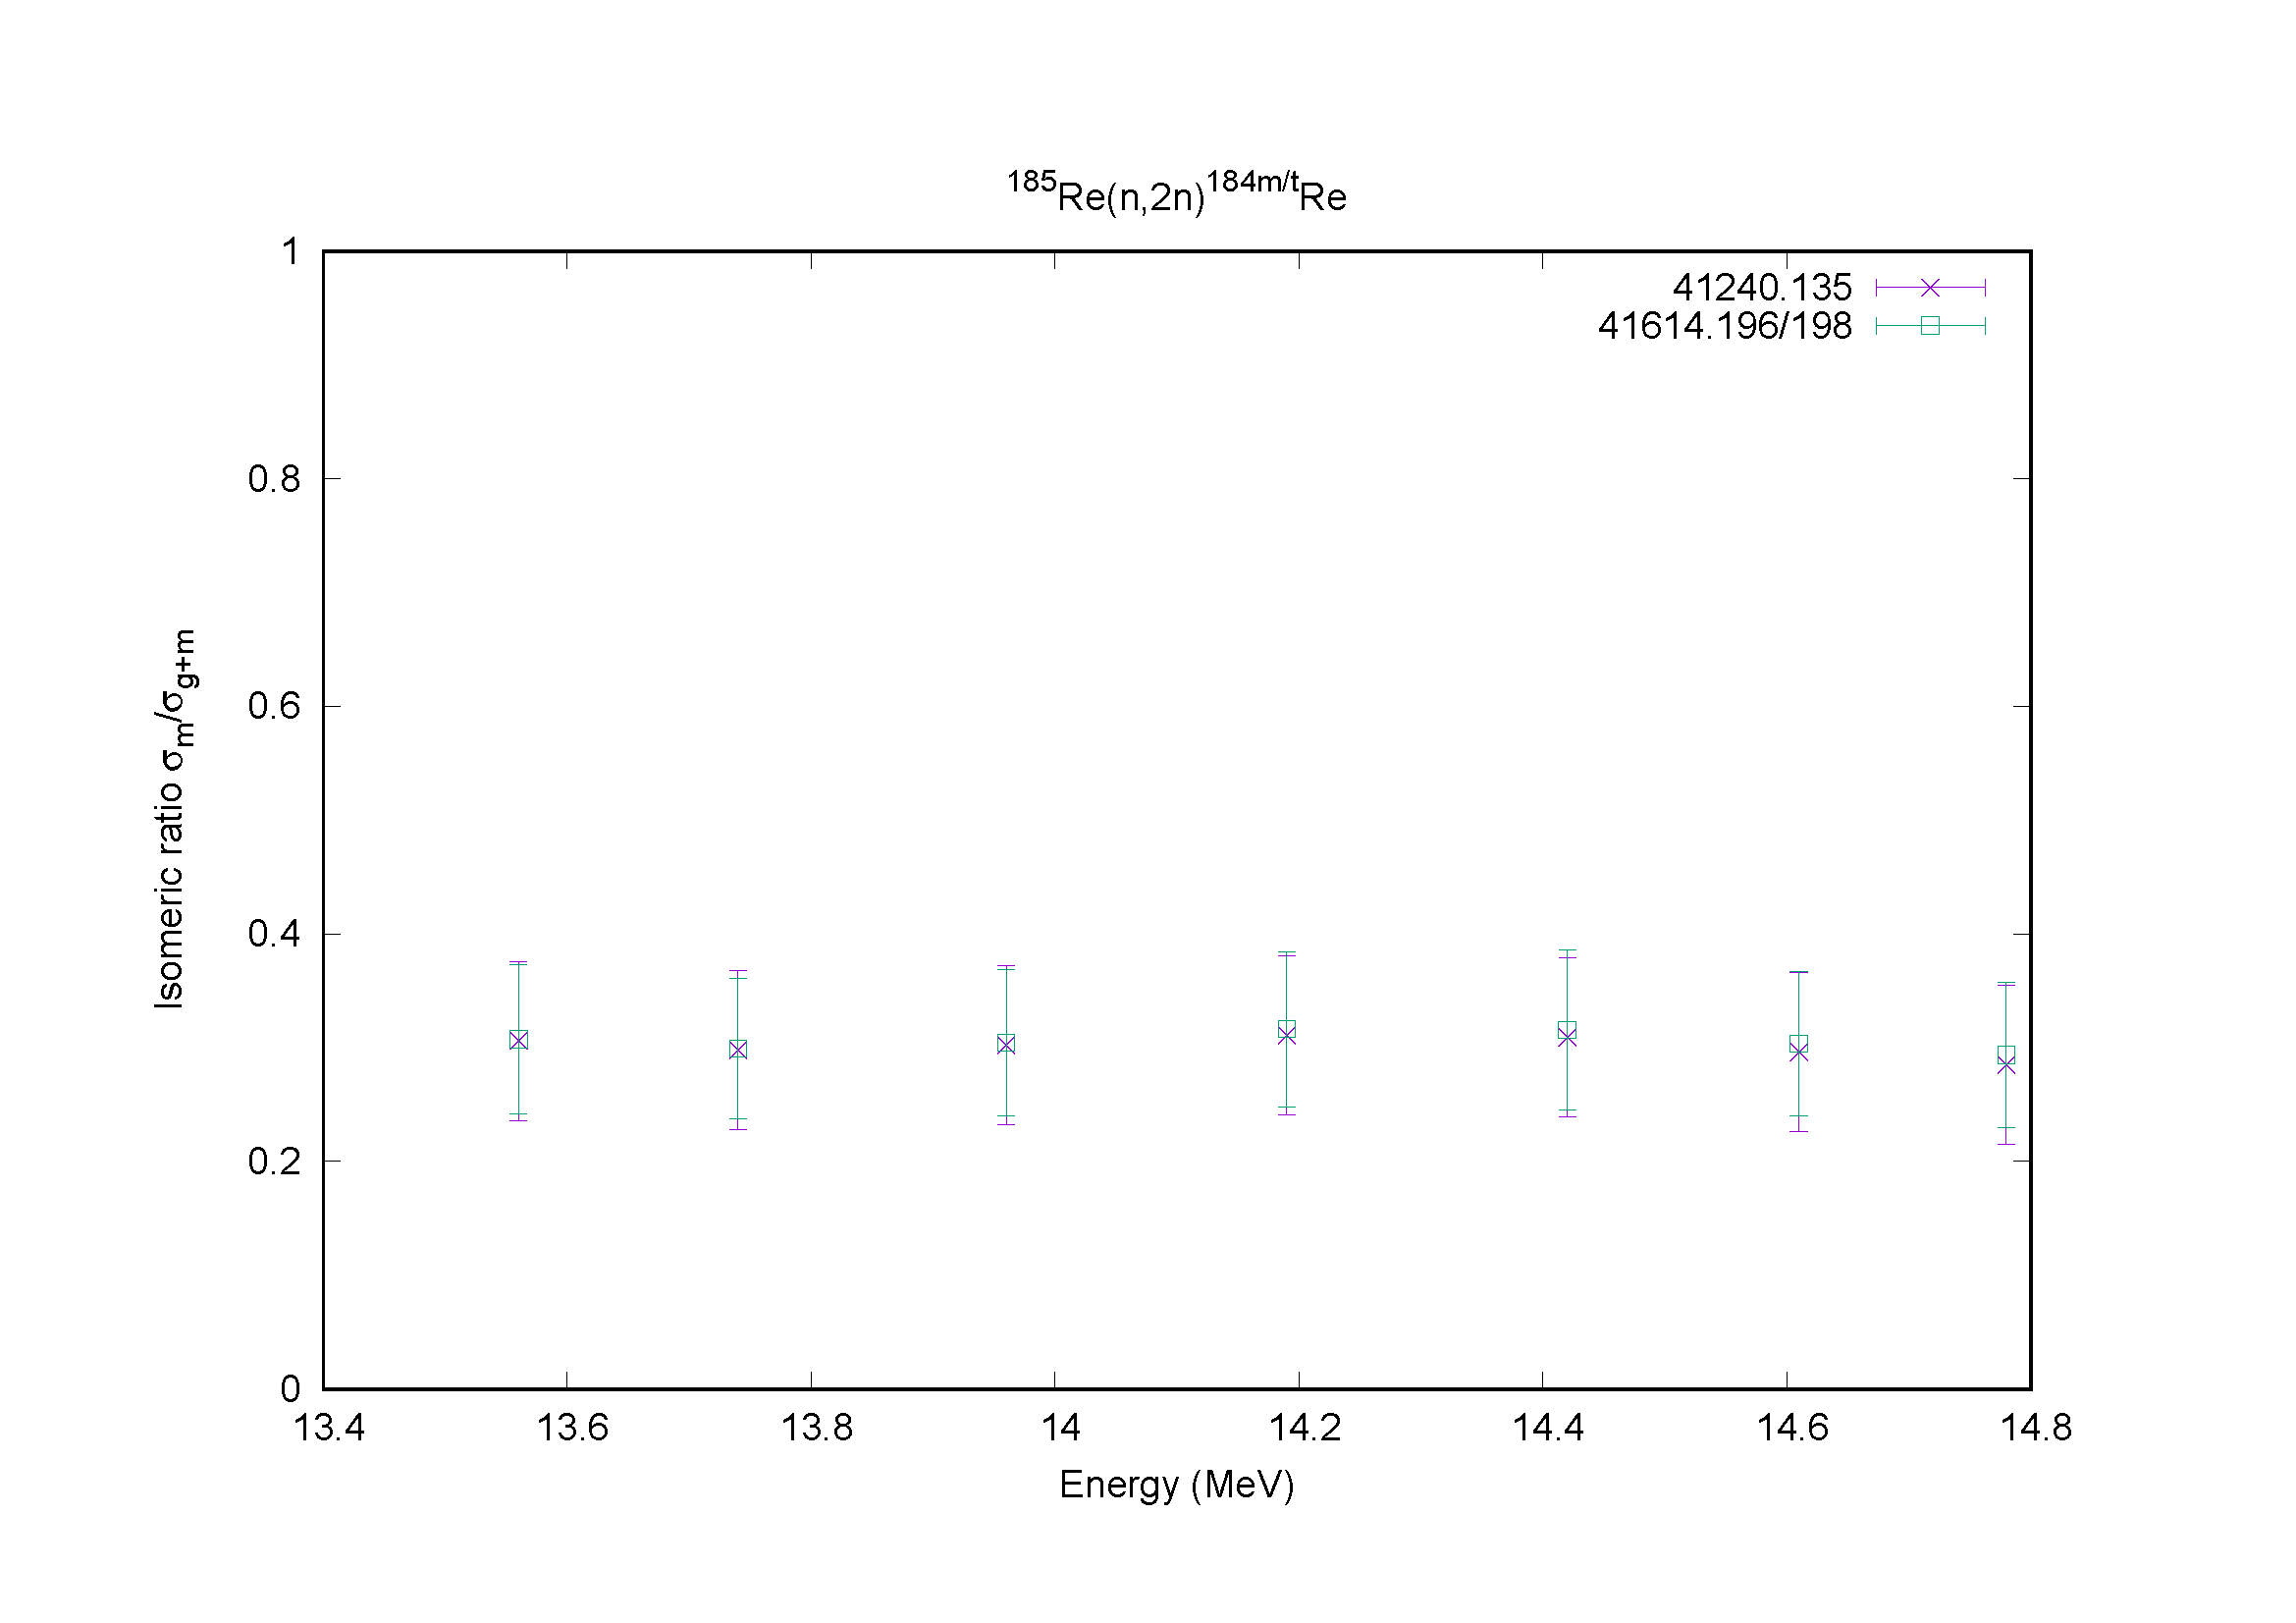 ¹⁸⁵Re(n,2n)¹⁸⁴ᵐ/ᵗRe
41240.135
41614.196/198
1
0.8
0.6
0.4
0.2
0
Isomeric ratio σm/σg+m
13.4 13.6 13.8 14 14.2 14.4 14.6 14.8
Energy (MeV)